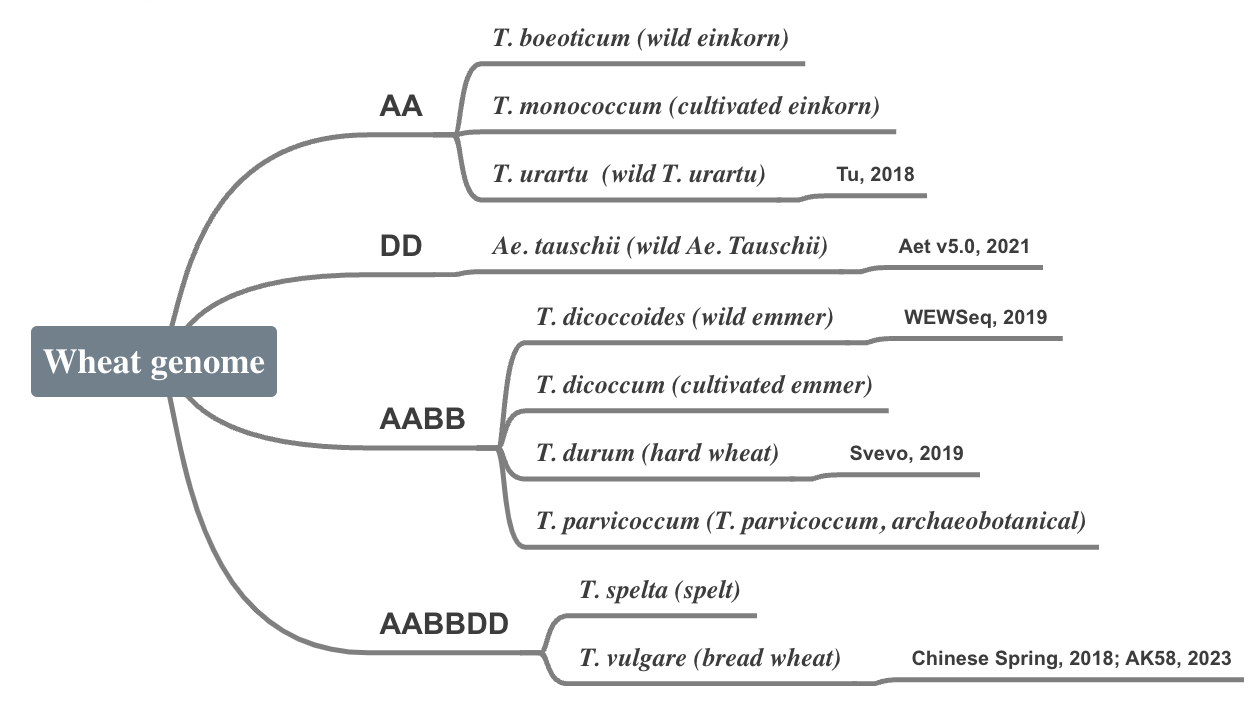 T. boeoticum (wild einkorn)
AA
T. monococcum (cultivated einkorn)
T. urartu (wild T. urartu)
Tu, 2018
DD
Ae. tauschii (wild Ae. Tauschii)
Aet v5.0, 2021
T. dicoccoides (wild emmer)
WEWSeq, 2019
Wheat genome
T. dicoccum (cultivated emmer)
AABB
T. durum (hard wheat)
Svevo, 2019
T. parvicoccum (T. parvicoccum, archaeobotanical)
T. spelta (spelt)
AABBDD
T. vulgare (bread wheat)
Chinese Spring, 2018; AK58, 2023